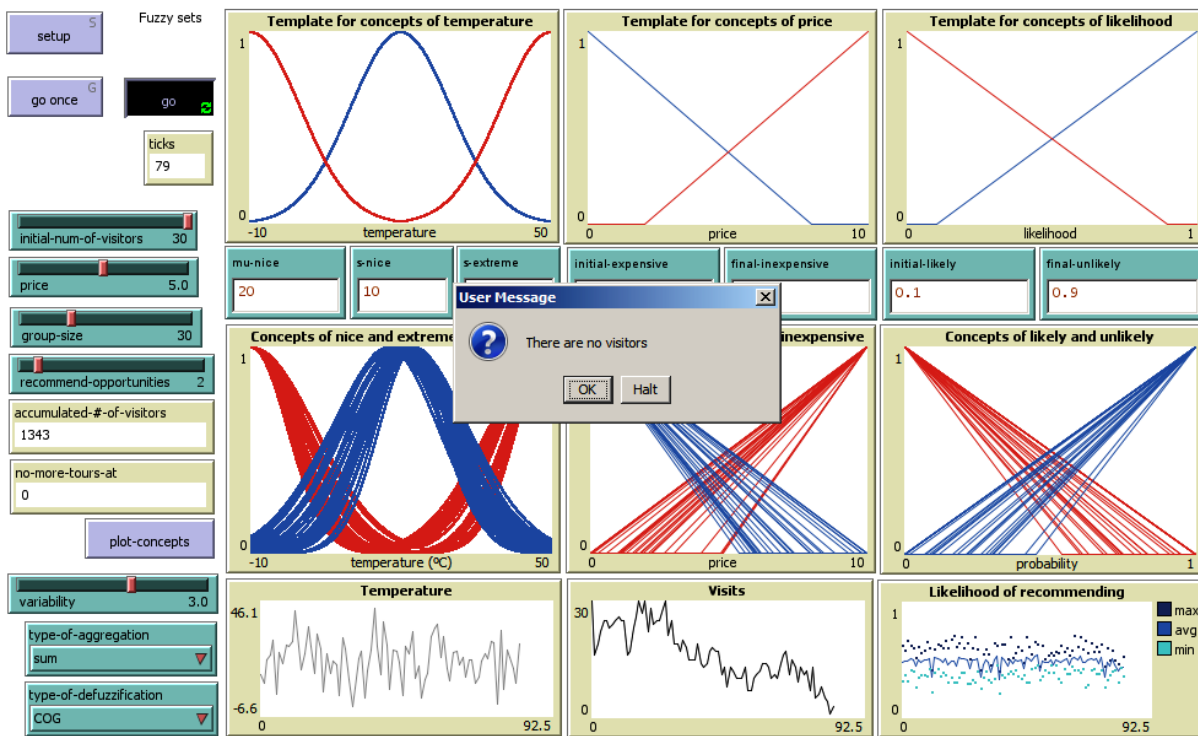 setup
S
Fuzzy sets
go once
G
go
ticks
79
initial-num-of-visitors 30
price 5.0
group-size 30
recommend-opportunities 2
accumulated-#-of-visitors
1343
no-more-tours-at
0
plot-concepts
variability 3.0
type-of-aggregation
sum
type-of-defuzzification
COG
Template for concepts of temperature
1
0
-10 temperature 50
Template for concepts of price
1
0
0 price 10
Template for concepts of likelihood
1
0
0 likelihood 1
mu-nice
20
s-nice
10
s-extreme
initial-expensive
final-inexpensive
initial-likely
0.1
final-unlikely
0.9
User Message
There are no visitors
OK
Halt
Concepts of nice and extreme
1
0
-10 temperature (ºC) 50
inexpensive
0
0 price 10
Concepts of likely and unlikely
1
0
0 probability 1
Temperature
46.1
-6.6
0 92.5
Visits
30
0
0 92.5
Likelihood of recommending
1
0
0 92.5
max
avg
min